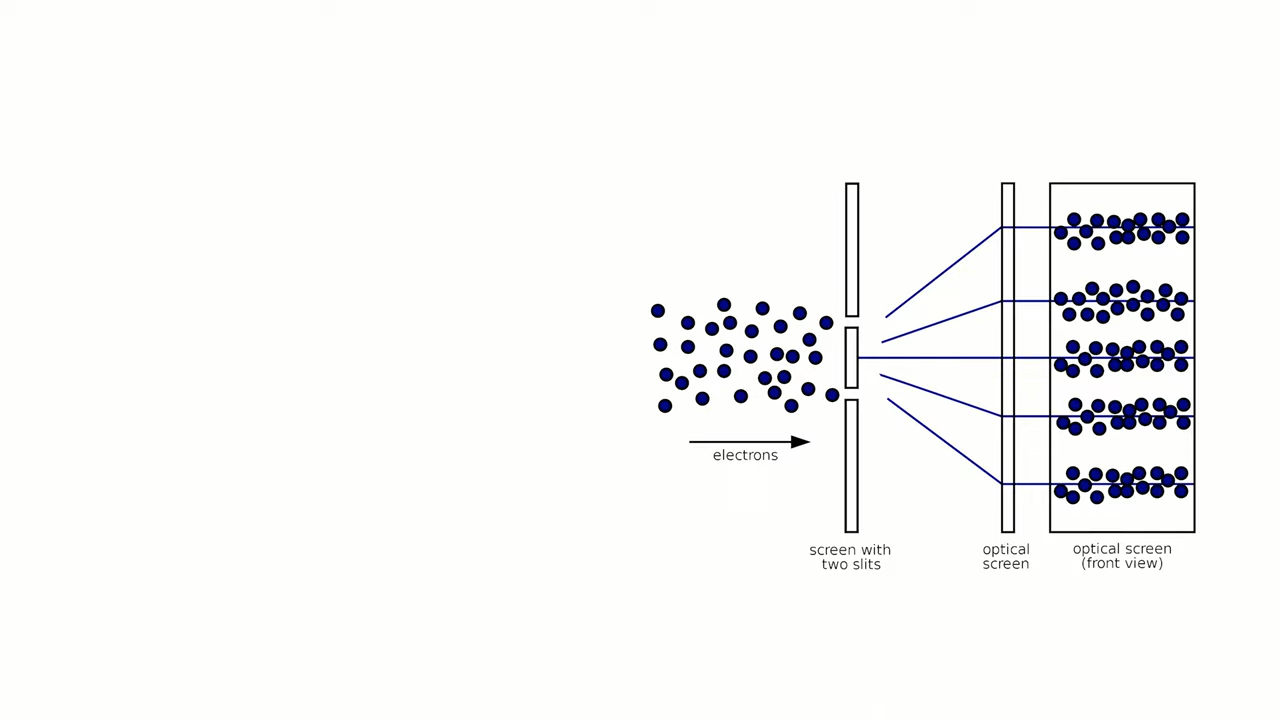 electrons
screen with
two slits
optical
screen
optical screen
(front view)